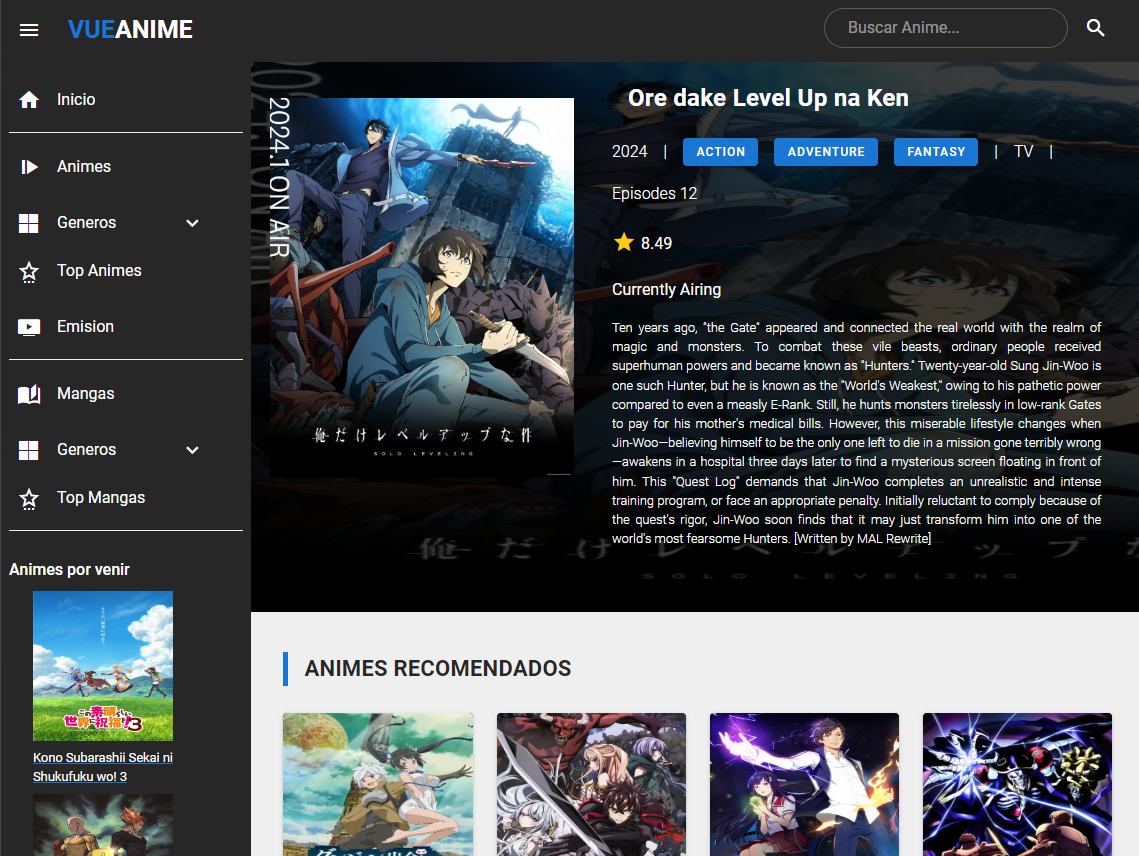 VUEANIME
Buscar Anime...
Inicio
Animes
Generos
Top Animes
Emision
Mangas
Generos
Top Mangas
Animes por venir
この素晴らしい
世界に祝福を!3
Kono Subarashii Sekai ni
Shukufuku wo! 3
2024.1 ON AIR
俺だけレベルアップな件
SOLO LEVELING
Ore dake Level Up na Ken
2024 | ACTION ADVENTURE FANTASY | TV |
Episodes 12
8.49
Currently Airing
Ten years ago, "the Gate" appeared and connected the real world with the realm of
magic and monsters. To combat these vile beasts, ordinary people received
superhuman powers and became known as "Hunters." Twenty-year-old Sung Jin-Woo is
one such Hunter, but he is known as the "World's Weakest," owing to his pathetic power
compared to even a measly E-Rank. Still, he hunts monsters tirelessly in low-rank Gates
to pay for his mother's medical bills. However, this miserable lifestyle changes when
Jin-Woo—believing himself to be the only one left to die in a mission gone terribly wrong
—awakens in a hospital three days later to find a mysterious screen floating in front of
him. This "Quest Log" demands that Jin-Woo completes an unrealistic and intense
training program, or face an appropriate penalty. Initially reluctant to comply because of
the quest's rigor, Jin-Woo soon finds that it may just transform him into one of the
world's most fearsome Hunters. [Written by MAL Rewrite]
俺だけレベルアップな
SOLO LEVELING
ANIMES RECOMENDADOS